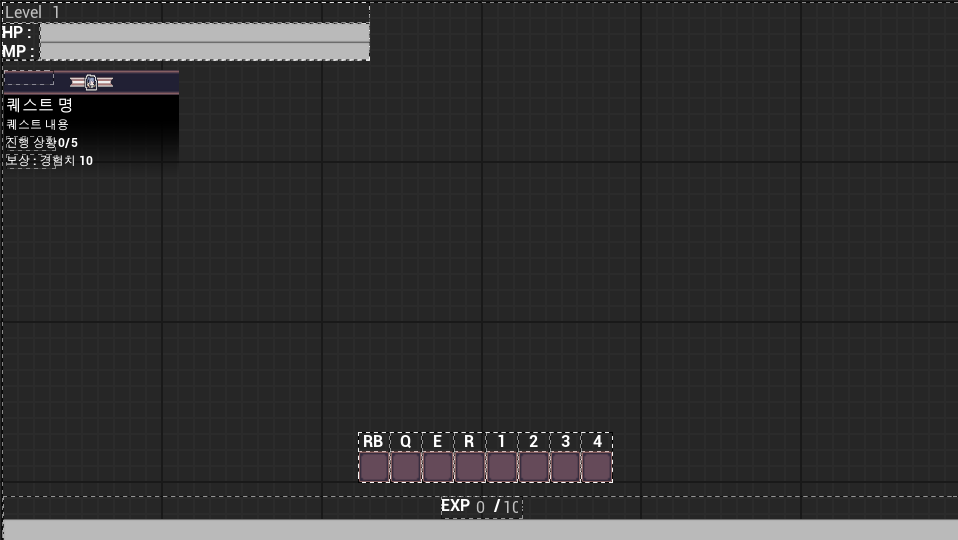 Level 1
HP :
MP :
퀘스트 명
퀘스트 내용
진행 상황0/5
보상 : 경험치 10
RB Q E R 1 2 3 4
EXP 0 / 10